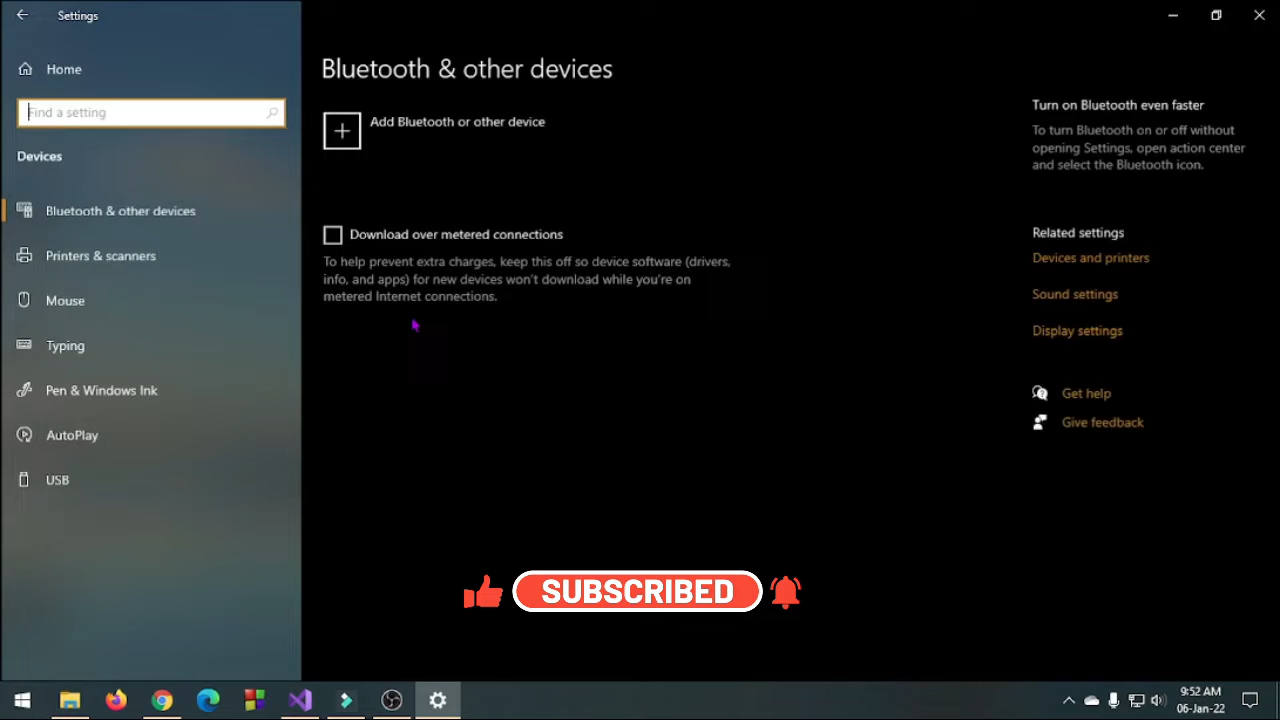 Settings
Home
Find a setting
Devices
Bluetooth & other devices
Printers & scanners
Mouse
Typing
Pen & Windows Ink
AutoPlay
USB
Bluetooth & other devices
Add Bluetooth or other device
Download over metered connections
To help prevent extra charges, keep this off so device software (drivers,
info, and apps) for new devices won't download while you're on
metered Internet connections.
Turn on Bluetooth even faster
To turn Bluetooth on or off without
opening Settings, open action center
and select the Bluetooth icon.
Related settings
Devices and printers
Sound settings
Display settings
Get help
Give feedback
SUBSCRIBED
9:52 AM
06-Jan-22